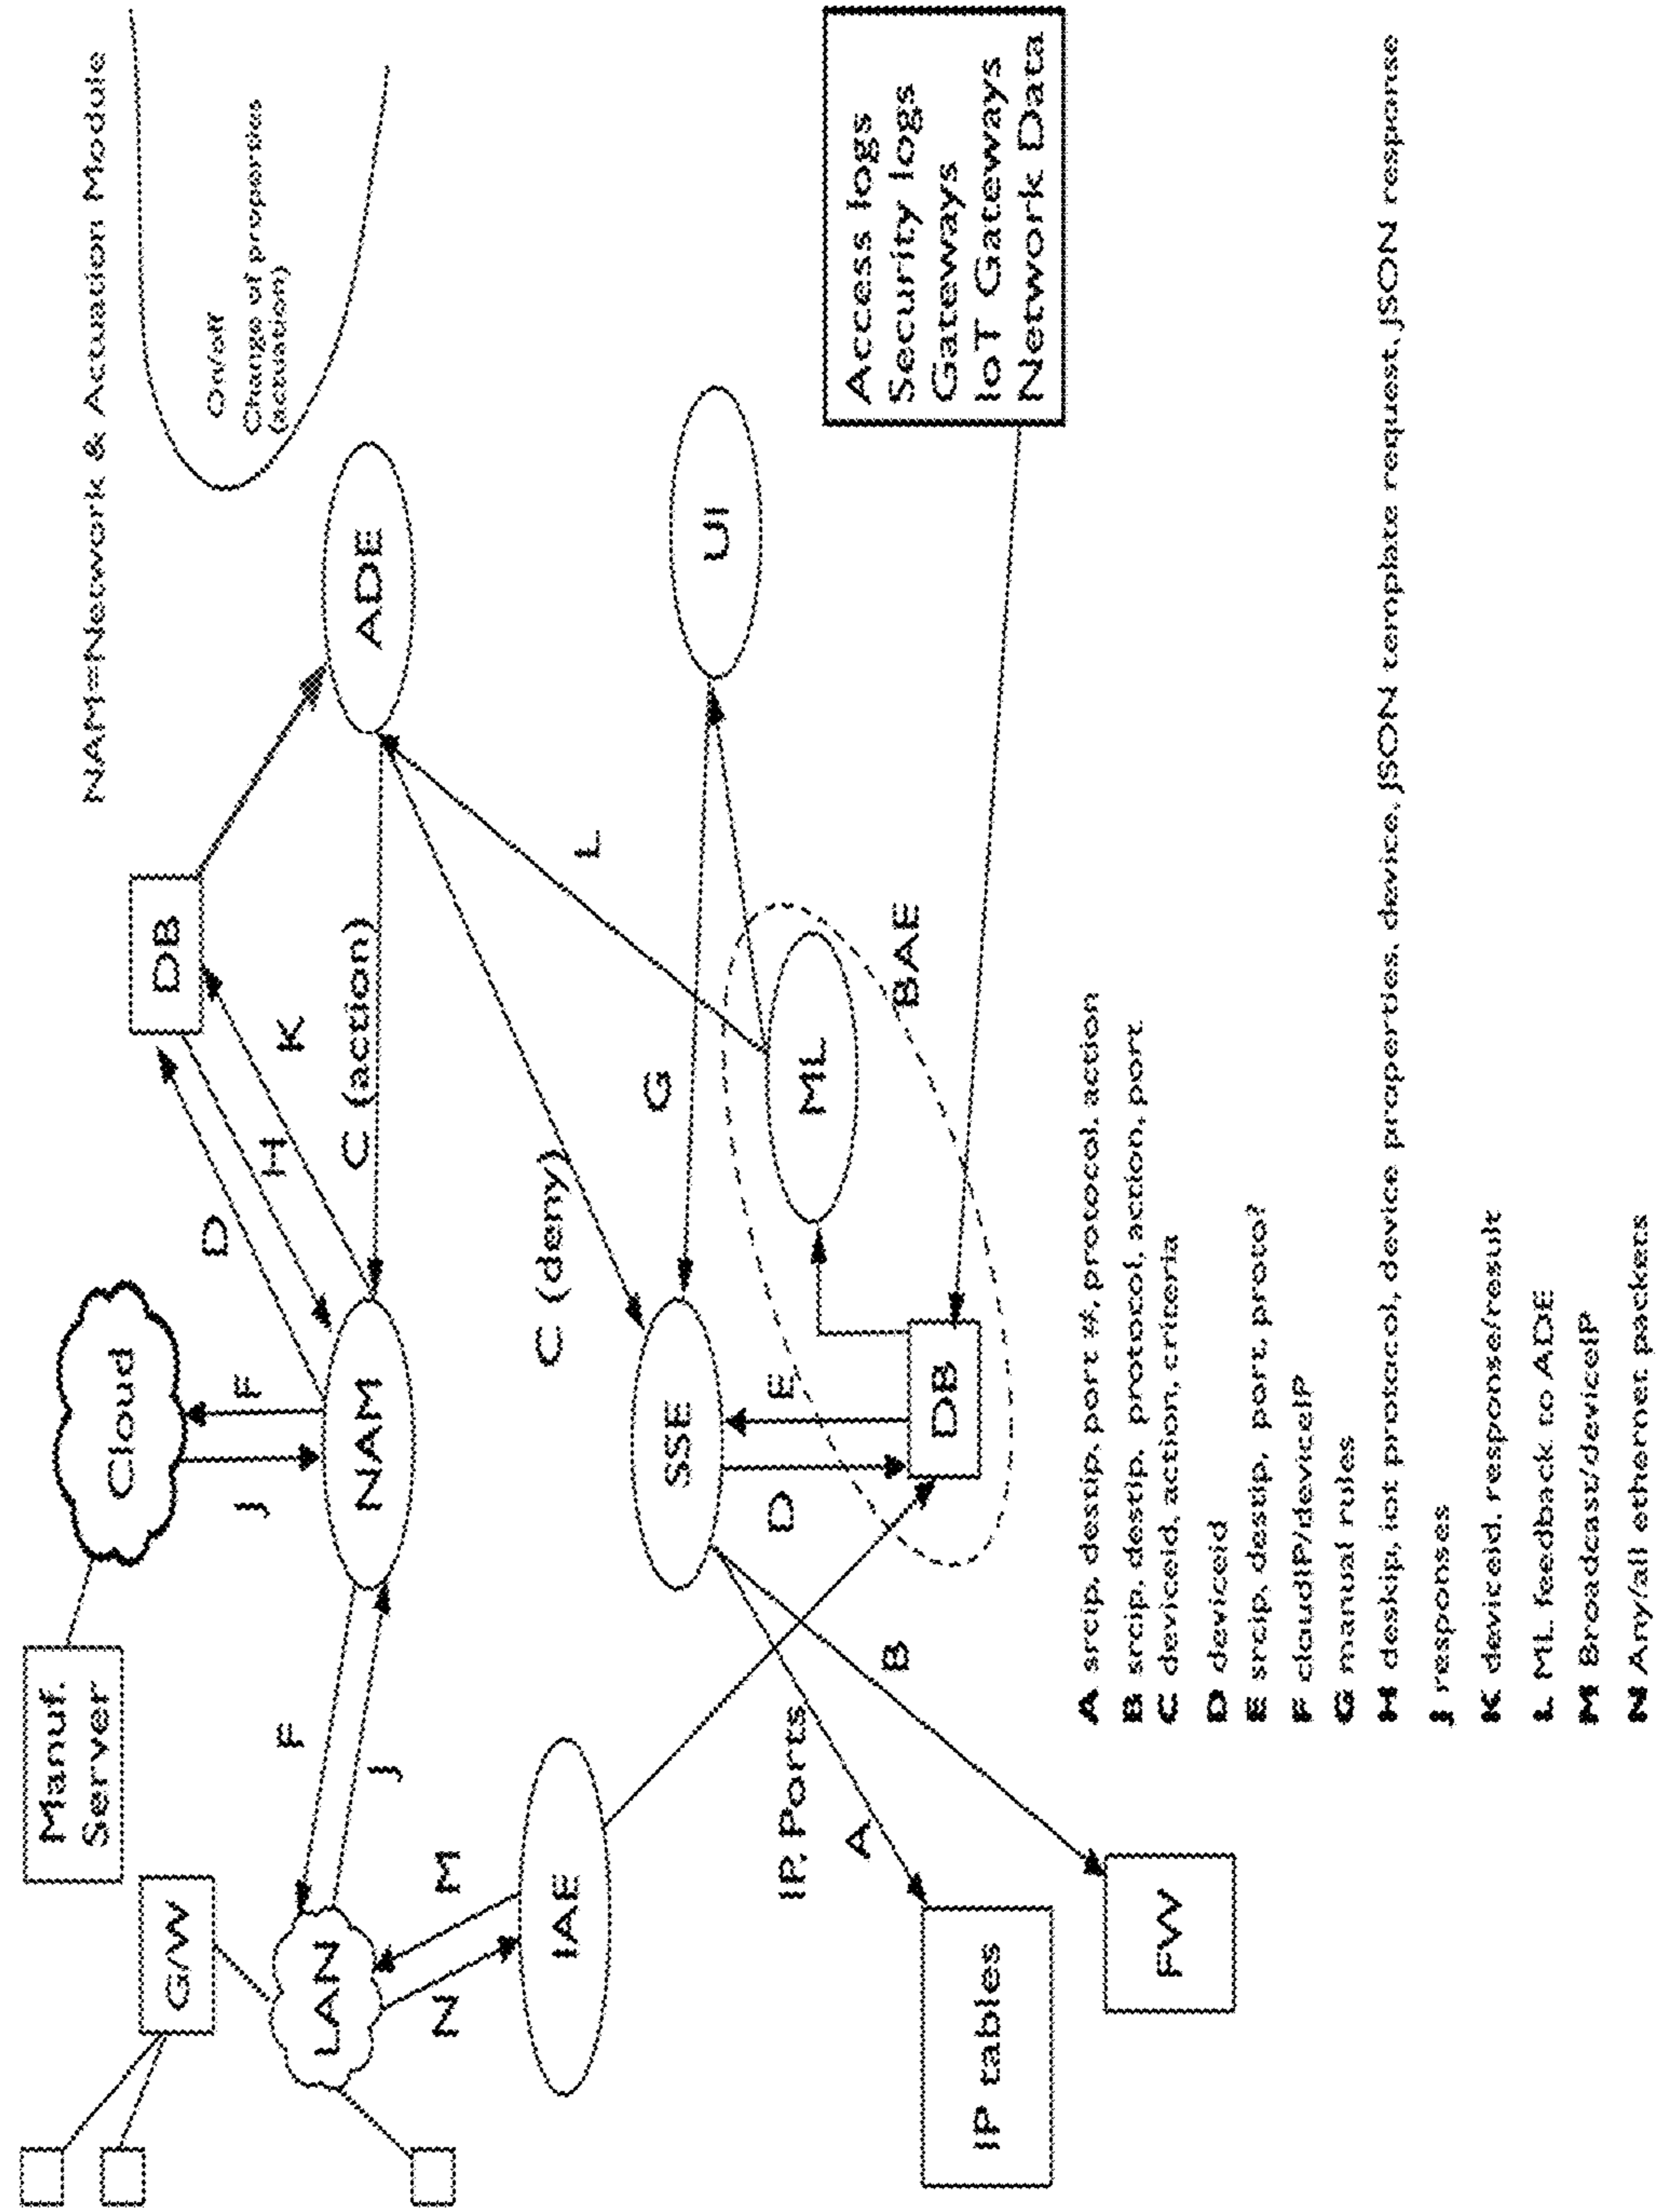 NAM=Network & Actuation Module
On/off
Change of properties
(actuation)
Manuf.
Server
Cloud
G/W
LAN
F
J
J
F
NAM
D
H
K
DB
C (action)
ADE
N
M
IAE
C (deny)
L
SSE
G
UI
D
E
ML
BAE
DB
IP, Ports
A
B
IP tables
FW
Access logs
Security logs
Gateways
IoT Gateways
Network Data
A srcip, destip, port #, protocol, action
B srcip, destip, protocol, action, port
C deviceid, action, criteria
D deviceid
E srcip, destip, port, proto?
F cloudIP/deviceIP
G manual rules
H deskip, iot protocol, device properties, device, JSON template request, JSON response
J responses
K deviceid, response/result
L ML feedback to ADE
M Broadcast/deviceIP
N Any/all ethernet packets